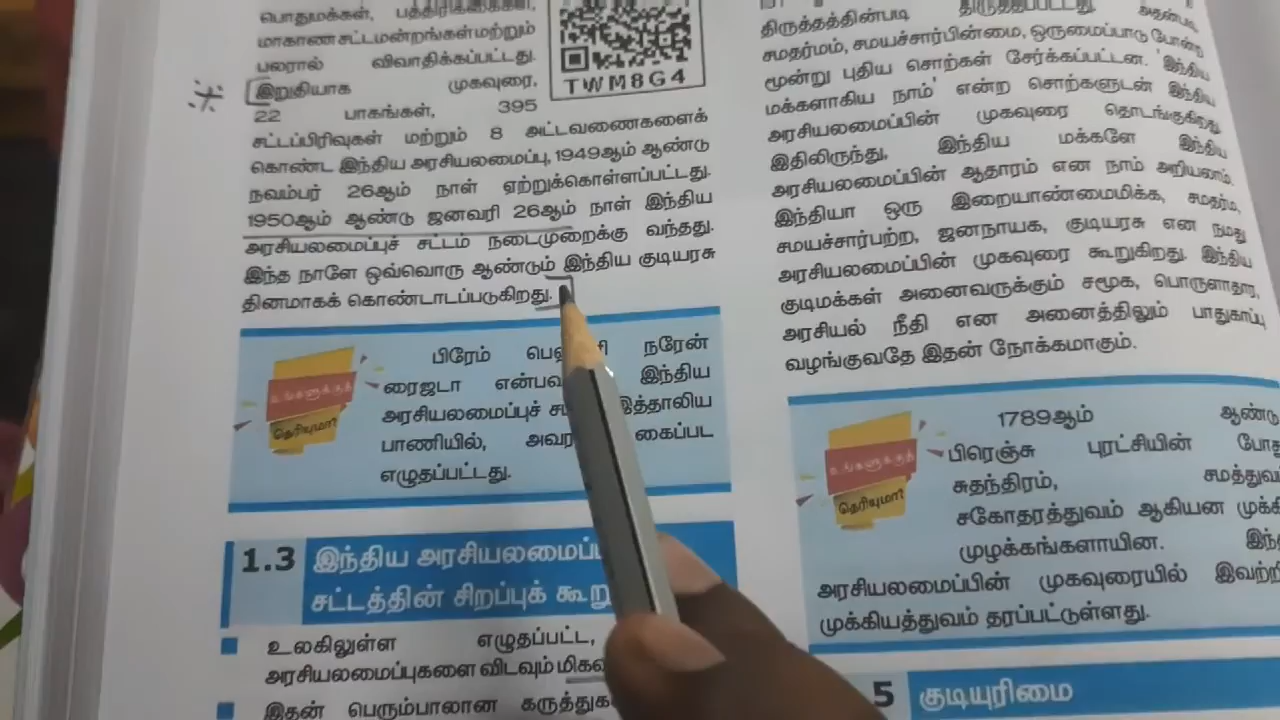 பொதுமக்கள், பத்திரிக்கைகள்,
மாகாண சட்டமன்றங்கள் மற்றும்
பலரால் விவாதிக்கப்பட்டது.
இறுதியாக முகவுரை,
22 பாகங்கள், 395
சட்டப்பிரிவுகள் மற்றும் 8 அட்டவணைகளைக்
கொண்ட இந்திய அரசியலமைப்பு, 1949ஆம் ஆண்டு
நவம்பர் 26ஆம் நாள் ஏற்றுக்கொள்ளப்பட்டது.
1950ஆம் ஆண்டு ஜனவரி 26ஆம் நாள் இந்திய
அரசியலமைப்புச் சட்டம் நடைமுறைக்கு வந்தது.
இந்த நாளே ஒவ்வொரு ஆண்டும் இந்திய குடியரசு
தினமாகக் கொண்டாடப்படுகிறது.
TWM8G4
உங்களுக்குத்
தெரியுமா?
பிரேம் நரேன்
ரைஜடா இந்திய
அரசியலமைப்புச் இத்தாலிய
பாணியில், கைப்பட
எழுதப்பட்டது.
1.3 இந்திய
சட்டத்தின் சிறப்புக்
உலகிலுள்ள எழுதப்பட்ட,
அரசியலமைப்புகளை விடவும்
இதன் பெரும்பாலான
திருத்தத்தின்படி திருத்தப்பட்டது. அதன்படி
சமதர்மம், சமயச்சார்பின்மை, ஒருமைப்பாடு போன்ற
மூன்று புதிய சொற்கள் சேர்க்கப்பட்டன. 'இந்திய
மக்களாகிய நாம்' என்ற சொற்களுடன் இந்திய
அரசியலமைப்பின் முகவுரை தொடங்குகிறது.
இதிலிருந்து, இந்திய மக்களே இந்திய
அரசியலமைப்பின் ஆதாரம் என நாம் அறியலாம்.
இந்தியா ஒரு இறையாண்மைமிக்க, சமதர்ம,
சமயச்சார்பற்ற, ஜனநாயக, குடியரசு என நமது
அரசியலமைப்பின் முகவுரை கூறுகிறது. இந்திய
குடிமக்கள் அனைவருக்கும் சமூக, பொருளாதார,
அரசியல் நீதி என அனைத்திலும் பாதுகாப்பு
வழங்குவதே இதன் நோக்கமாகும்.
உங்களுக்குத்
தெரியுமா?
1789ஆம் ஆண்டு
பிரெஞ்சு புரட்சியின்
சுதந்திரம்,
சகோதரத்துவம் ஆகியன
முழக்கங்களாயின.
அரசியலமைப்பின் முகவுரையில்
முக்கியத்துவம் தரப்பட்டுள்ளது.
5 குடியுரிமை